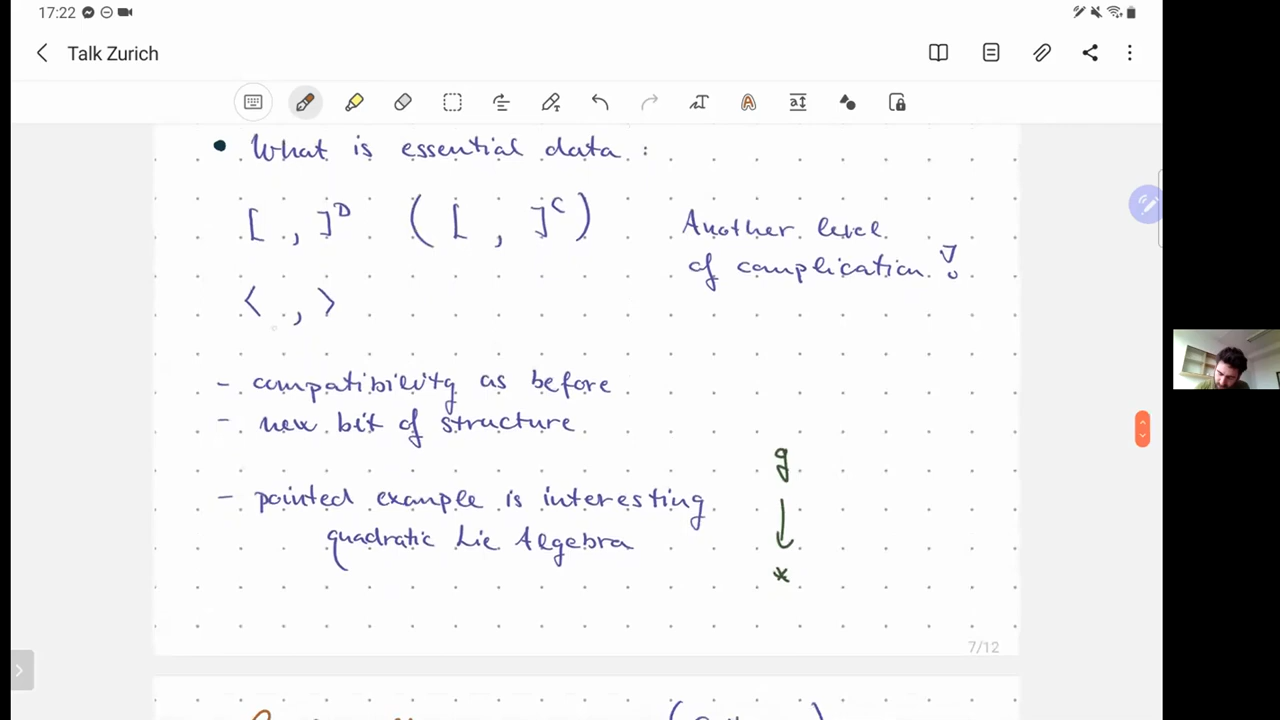 17:22
Talk Zurich
• What is essential data :
[ , ]ᴰ ( [ , ]ᶜ ) Another level
of complication !
< , >
- compatibility as before
- new bit of structure
- pointed example is interesting
quadratic Lie Algebra
g
↓
*
7/12